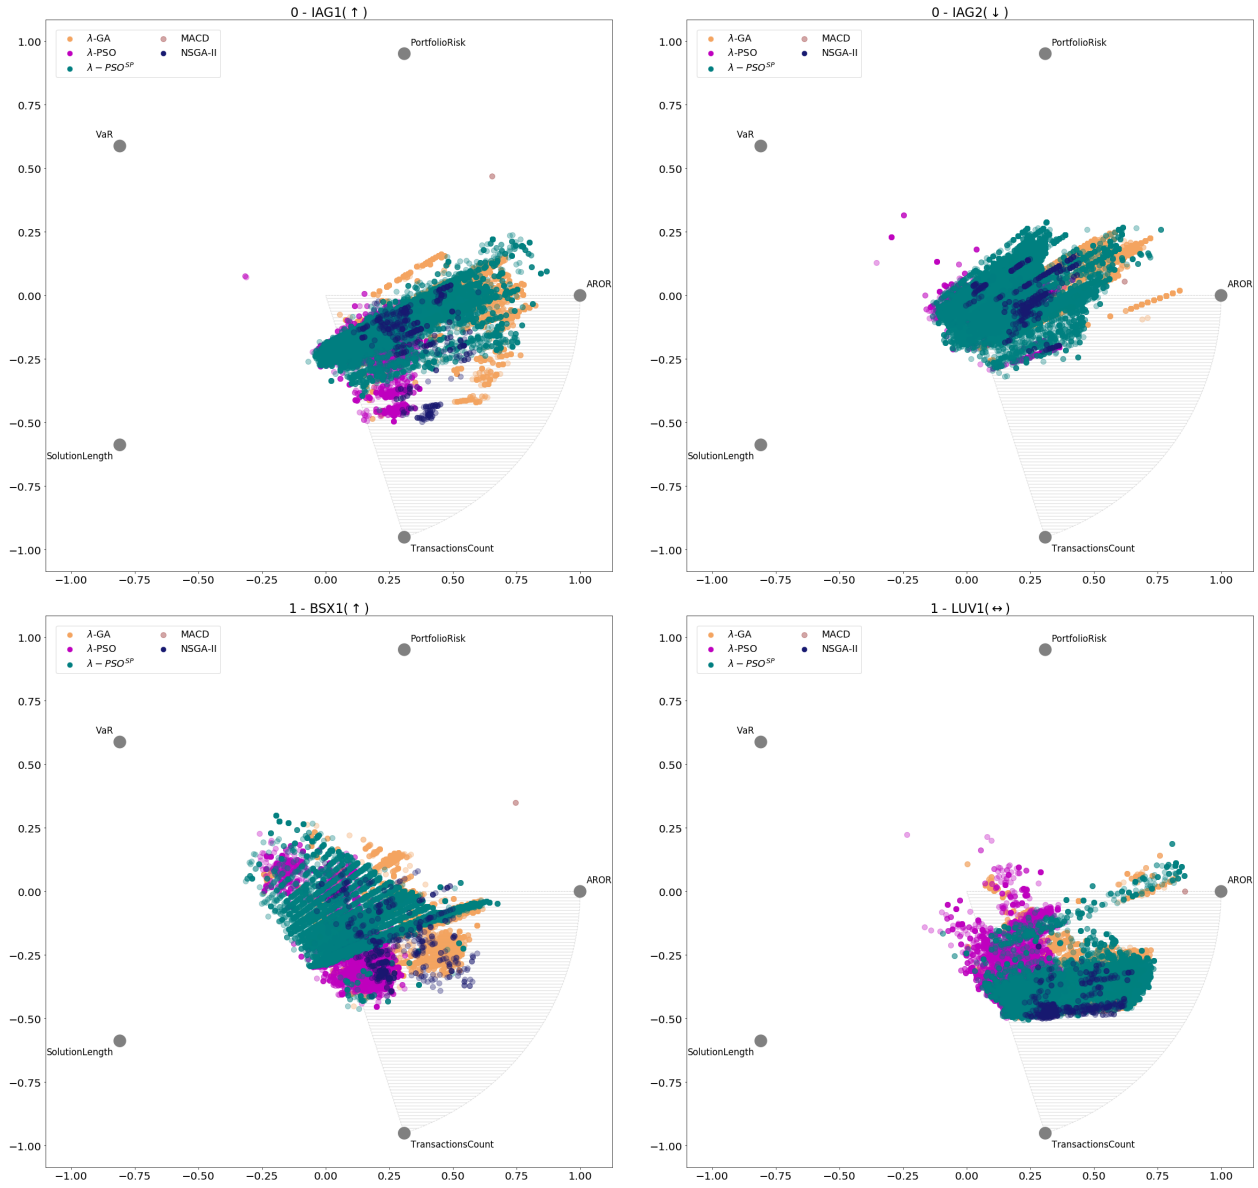 0 - IAG1(↑)
λ-GA MACD
λ-PSO NSGA-II
λ − PSO^SP
PortfolioRisk
VaR
AROR
SolutionLength
TransactionsCount
1.00
0.75
0.50
0.25
0.00
−0.25
−0.50
−0.75
−1.00
−1.00 −0.75 −0.50 −0.25 0.00 0.25 0.50 0.75 1.00
0 - IAG2(↓)
λ-GA MACD
λ-PSO NSGA-II
λ − PSO^SP
PortfolioRisk
VaR
AROR
SolutionLength
TransactionsCount
1.00
0.75
0.50
0.25
0.00
−0.25
−0.50
−0.75
−1.00
−1.00 −0.75 −0.50 −0.25 0.00 0.25 0.50 0.75 1.00
1 - BSX1(↑)
λ-GA MACD
λ-PSO NSGA-II
λ − PSO^SP
PortfolioRisk
VaR
AROR
SolutionLength
TransactionsCount
1.00
0.75
0.50
0.25
0.00
−0.25
−0.50
−0.75
−1.00
−1.00 −0.75 −0.50 −0.25 0.00 0.25 0.50 0.75 1.00
1 - LUV1(↔)
λ-GA MACD
λ-PSO NSGA-II
λ − PSO^SP
PortfolioRisk
VaR
AROR
SolutionLength
TransactionsCount
1.00
0.75
0.50
0.25
0.00
−0.25
−0.50
−0.75
−1.00
−1.00 −0.75 −0.50 −0.25 0.00 0.25 0.50 0.75 1.00